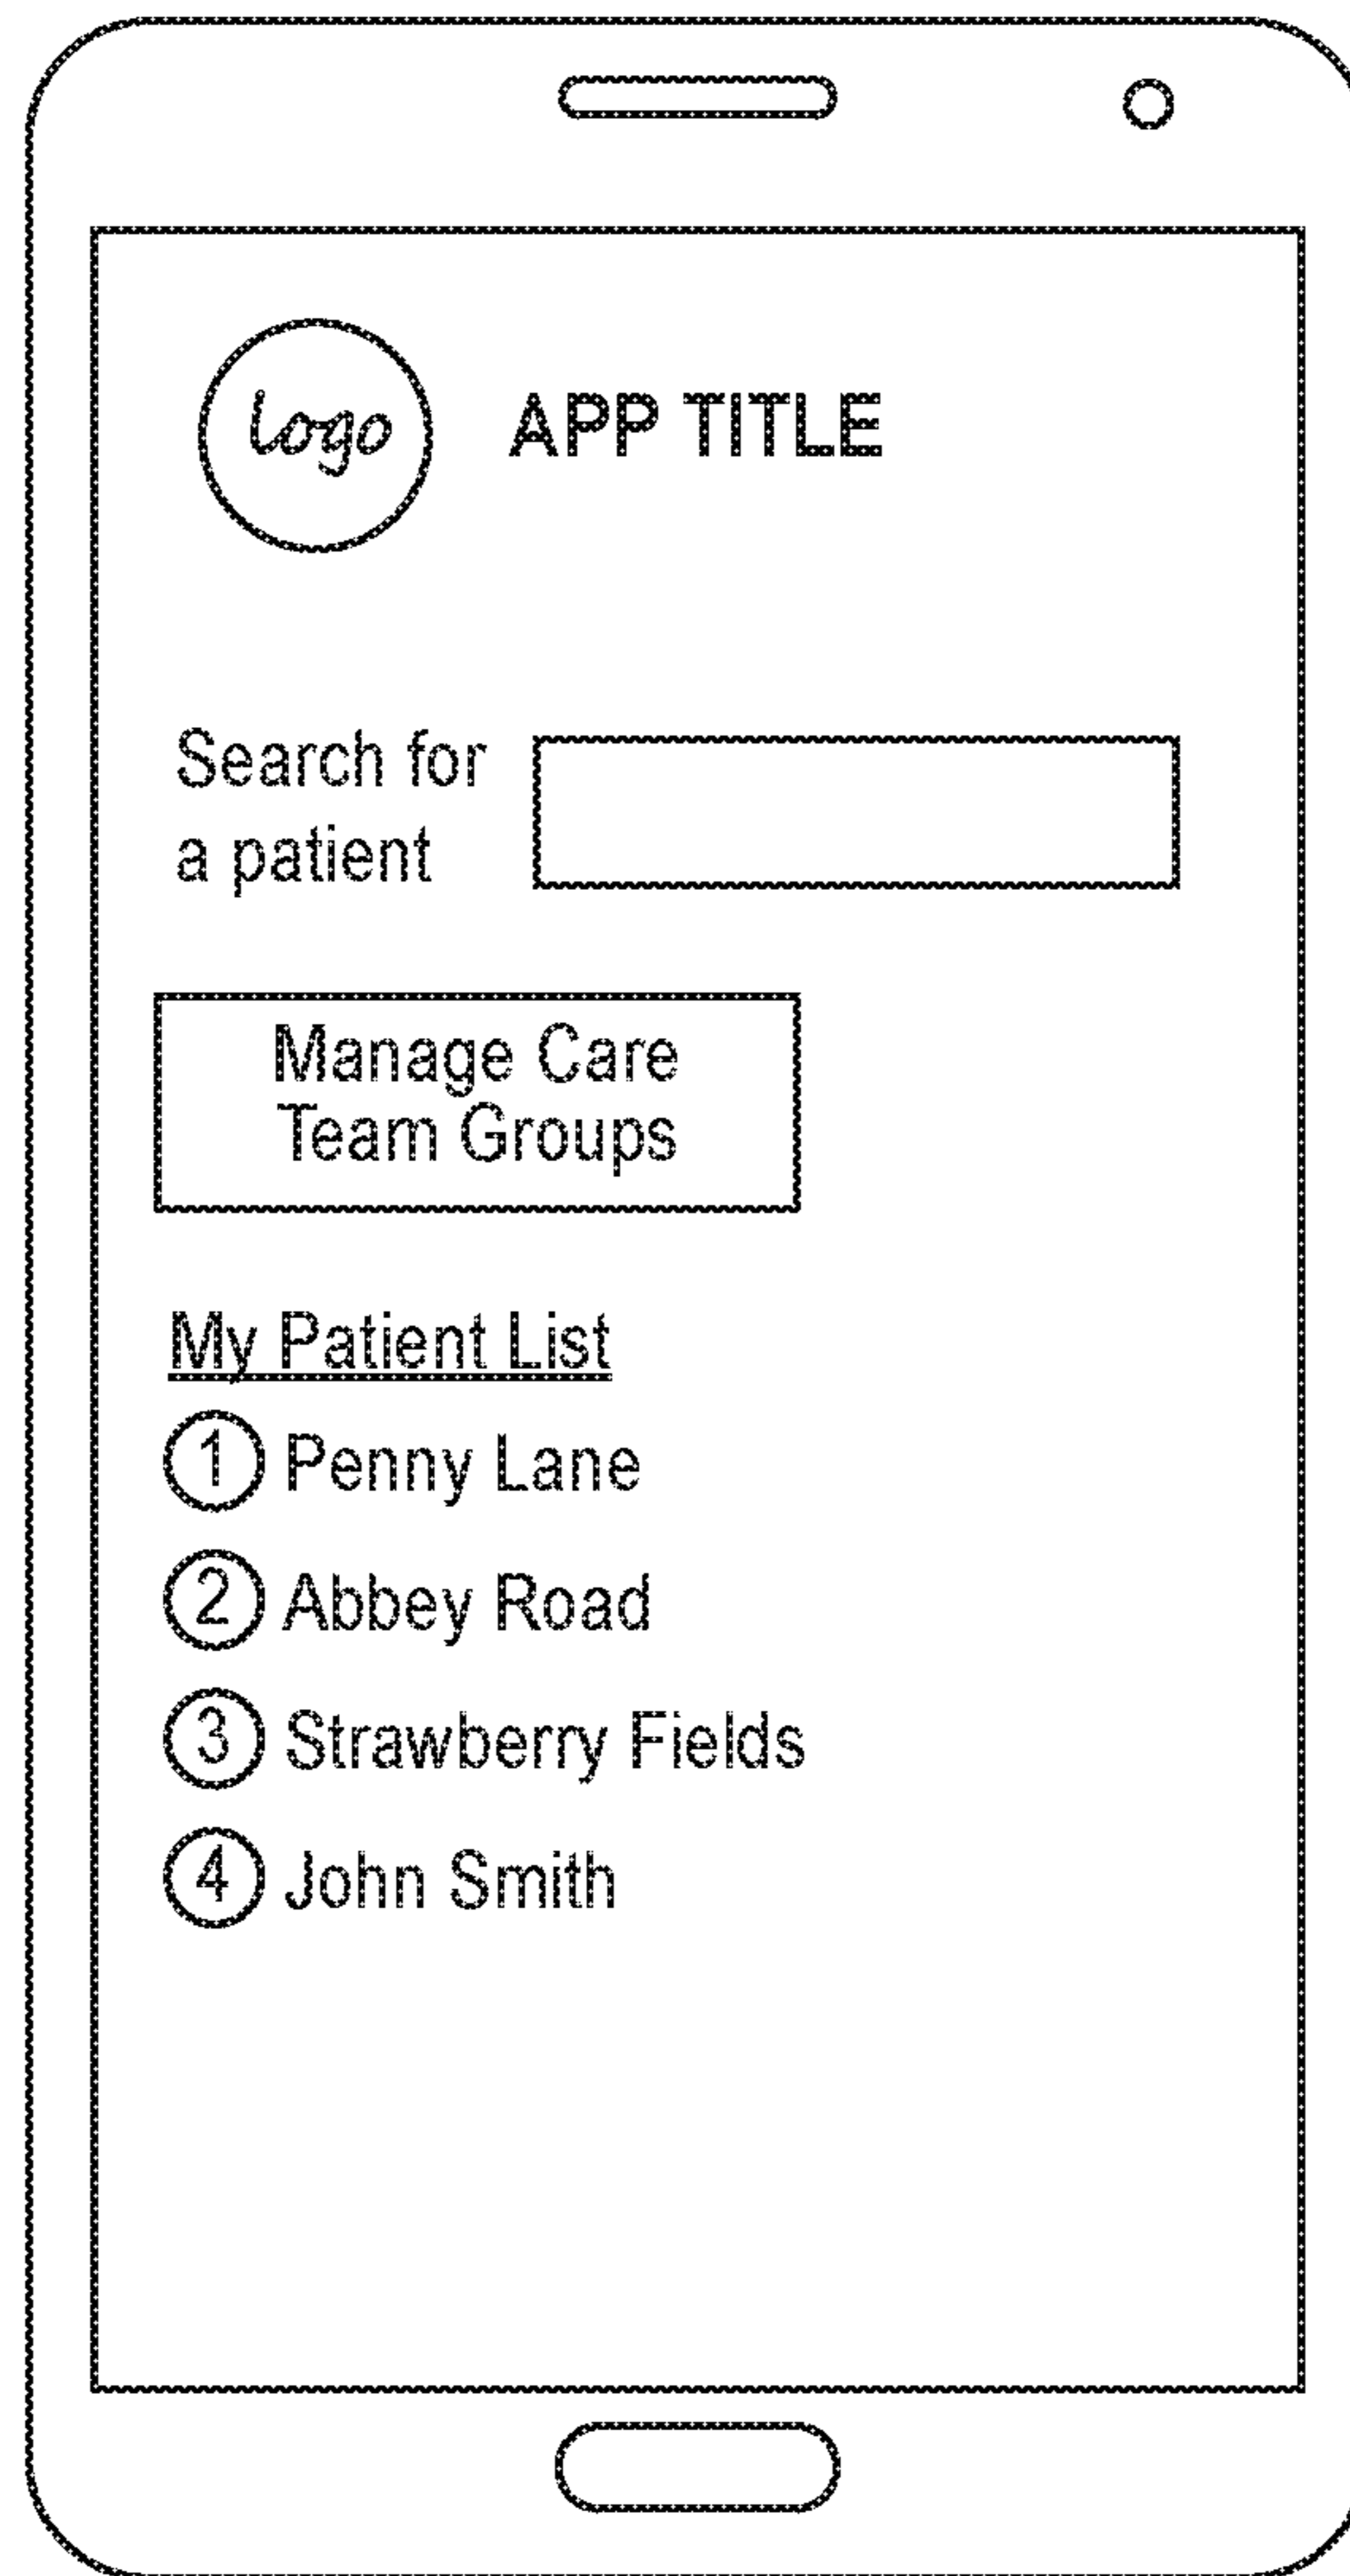 logo
APP TITLE
Search for
a patient
Manage Care
Team Groups
My Patient List
1 Penny Lane
2 Abbey Road
3 Strawberry Fields
4 John Smith